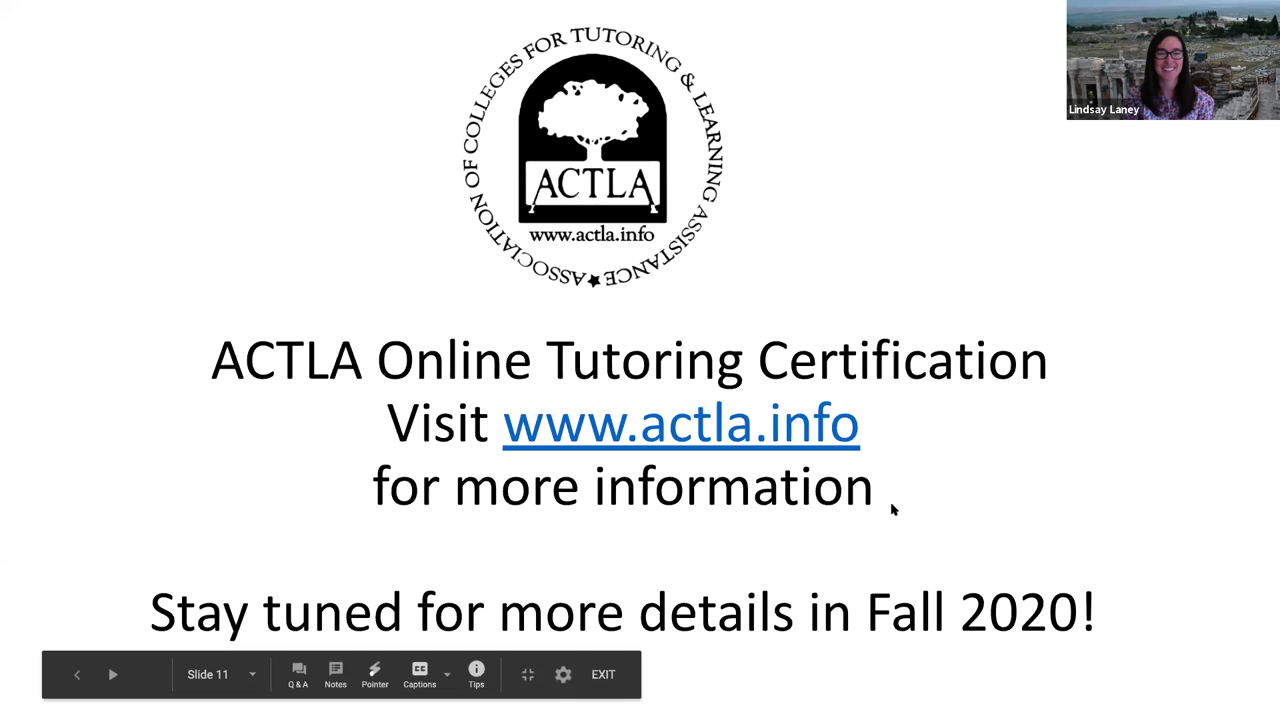 ASSOCIATION OF COLLEGES FOR TUTORING & LEARNING ASSISTANCE
ACTLA
www.actla.info
Lindsay Laney
ACTLA Online Tutoring Certification
Visit www.actla.info
for more information
Stay tuned for more details in Fall 2020!
Slide 11
Q & A
Notes
Pointer
Captions
Tips
EXIT